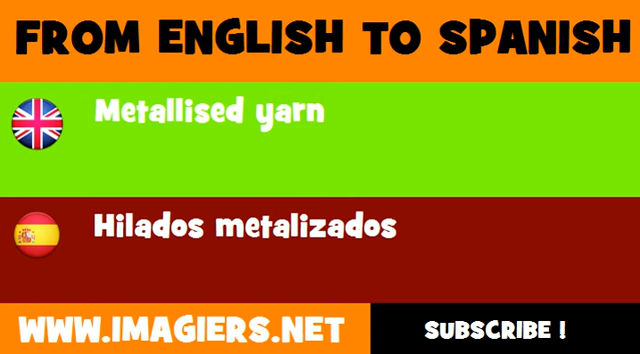 FROM ENGLISH TO SPANISH
Metallised yarn
Hilados metalizados
WWW.IMAGIERS.NET
SUBSCRIBE !